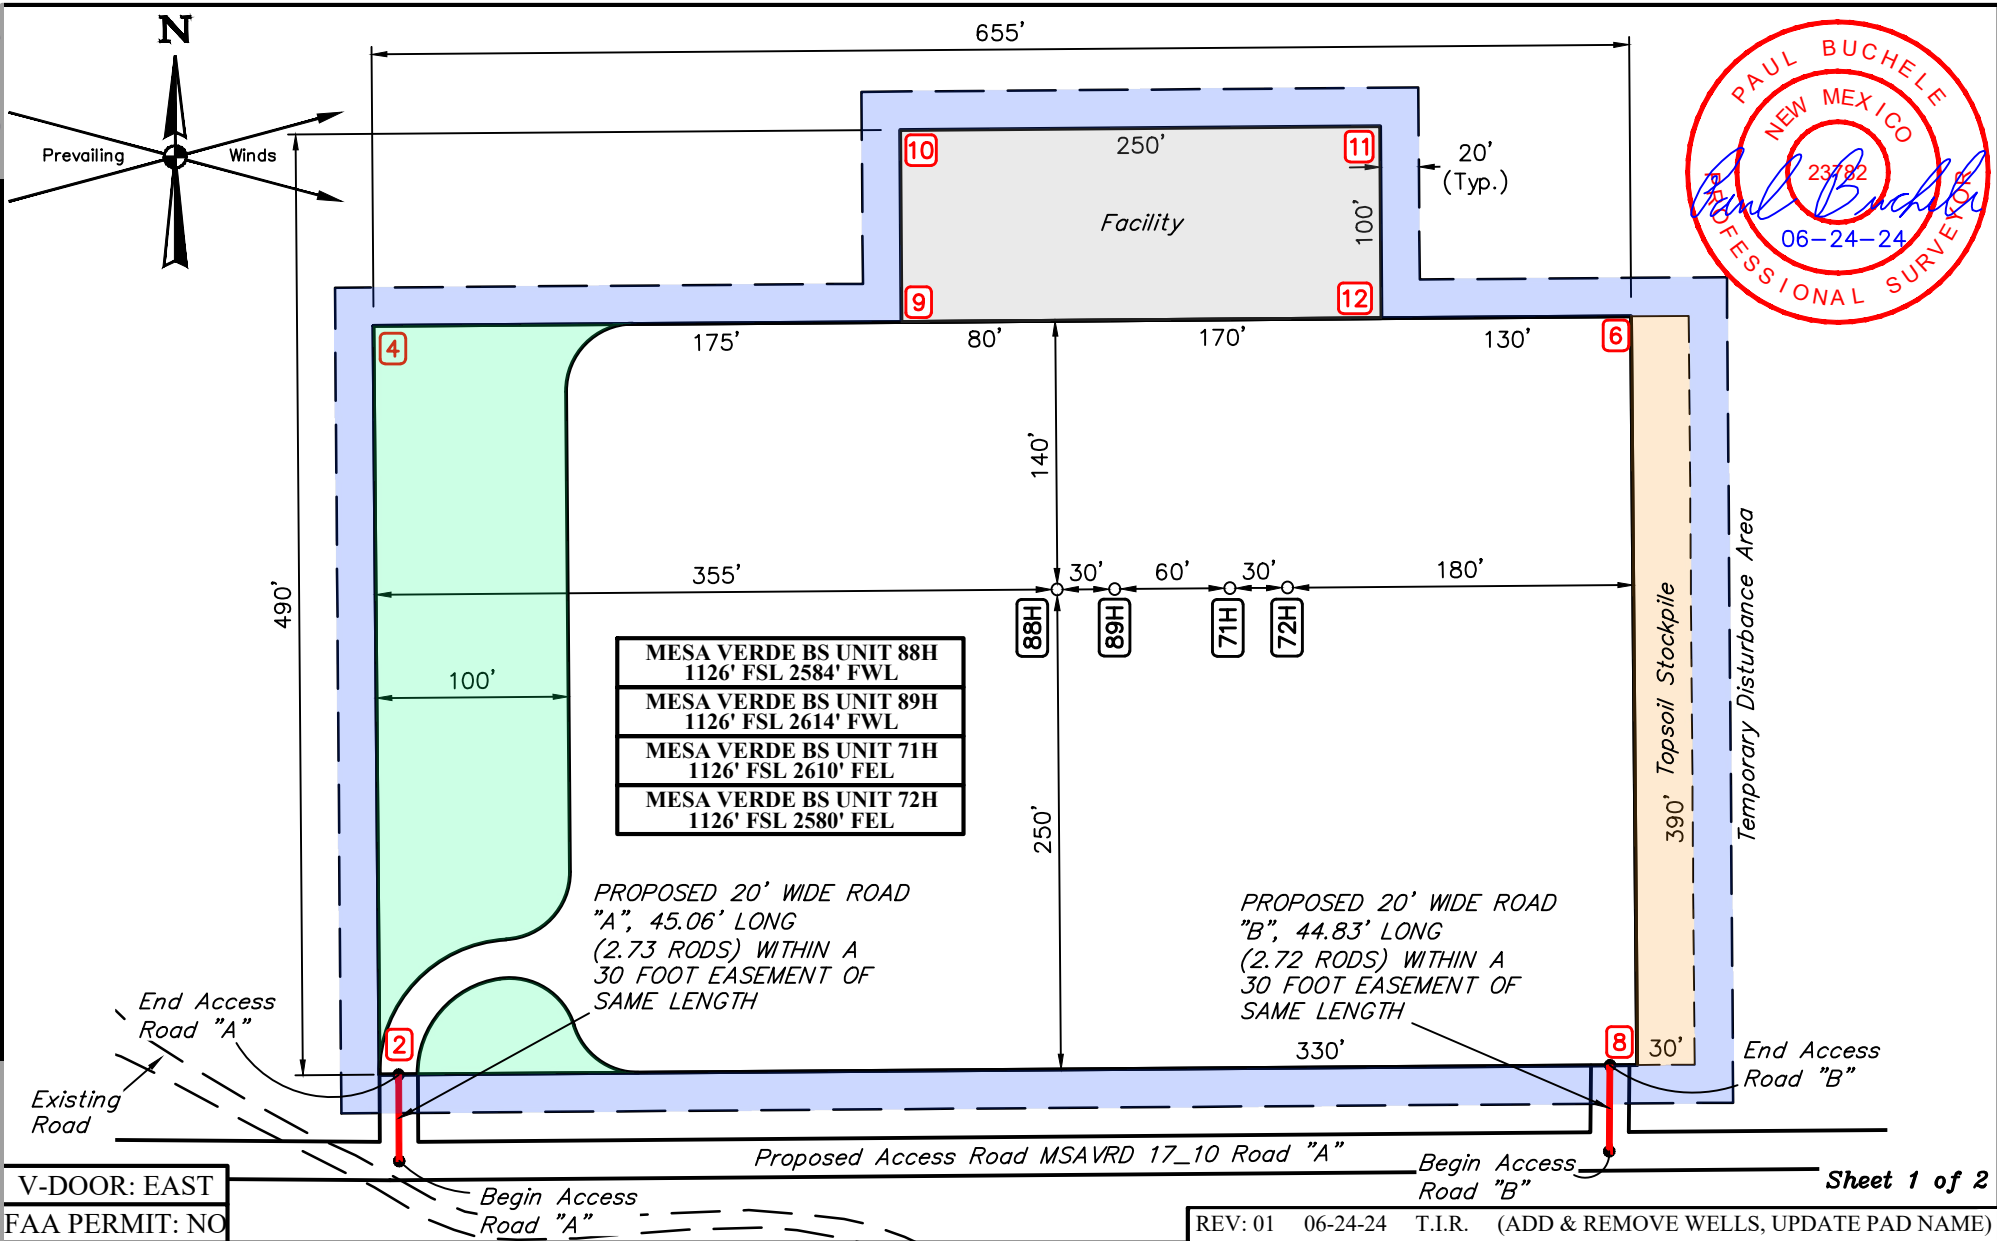 N
Prevailing Winds
655'
PAUL BUCHELE
NEW MEXICO
23782
Paul Buchele
06-24-24
PROFESSIONAL SURVEYOR
10
250'
11
20'
(Typ.)
Facility
100'
9
12
4
175'
80'
170'
130'
6
140'
490'
355'
30'
60'
30'
180'
88H
89H
71H
72H
100'
MESA VERDE BS UNIT 88H
1126' FSL 2584' FWL
MESA VERDE BS UNIT 89H
1126' FSL 2614' FWL
MESA VERDE BS UNIT 71H
1126' FSL 2610' FEL
MESA VERDE BS UNIT 72H
1126' FSL 2580' FEL
250'
390' Topsoil Stockpile
Temporary Disturbance Area
PROPOSED 20' WIDE ROAD
"A", 45.06' LONG
(2.73 RODS) WITHIN A
30 FOOT EASEMENT OF
SAME LENGTH
PROPOSED 20' WIDE ROAD
"B", 44.83' LONG
(2.72 RODS) WITHIN A
30 FOOT EASEMENT OF
SAME LENGTH
End Access
Road "A"
2
330'
8
30'
End Access
Road "B"
Existing
Road
Proposed Access Road MSAVRD 17_10 Road "A"
Begin Access
Road "B"
Begin Access
Road "A"
Sheet 1 of 2
V-DOOR: EAST
FAA PERMIT: NO
REV: 01 06-24-24 T.I.R. (ADD & REMOVE WELLS, UPDATE PAD NAME)